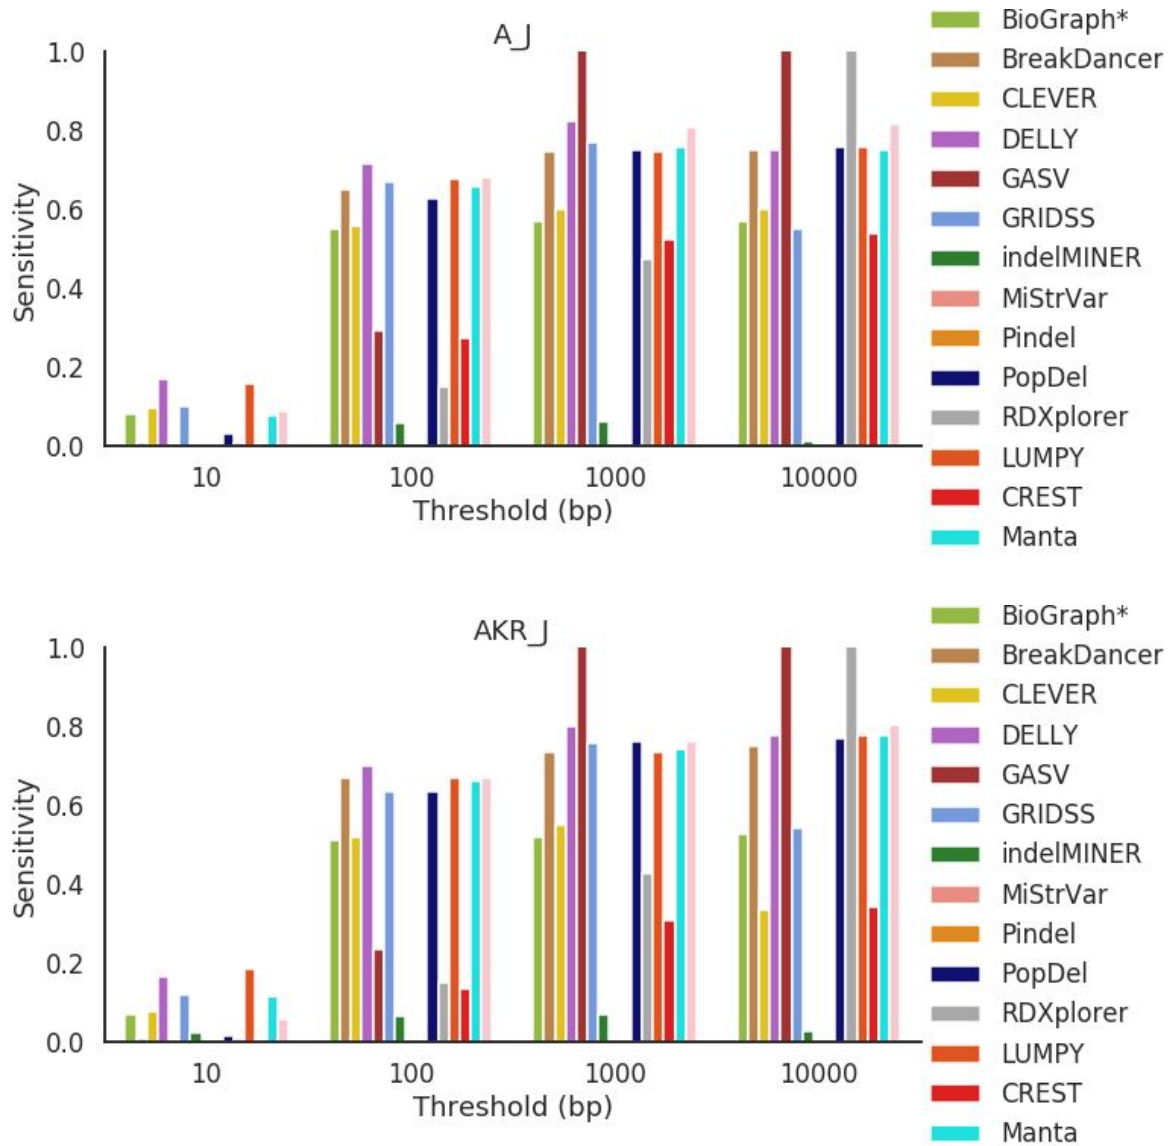 A_J
Sensitivity
1.0
0.8
0.6
0.4
0.2
0.0
10 100 1000 10000
Threshold (bp)
BioGraph*
BreakDancer
CLEVER
DELLY
GASV
GRIDSS
indelMINER
MiStrVar
Pindel
PopDel
RDXplorer
LUMPY
CREST
Manta
AKR_J
Sensitivity
1.0
0.8
0.6
0.4
0.2
0.0
10 100 1000 10000
Threshold (bp)
BioGraph*
BreakDancer
CLEVER
DELLY
GASV
GRIDSS
indelMINER
MiStrVar
Pindel
PopDel
RDXplorer
LUMPY
CREST
Manta